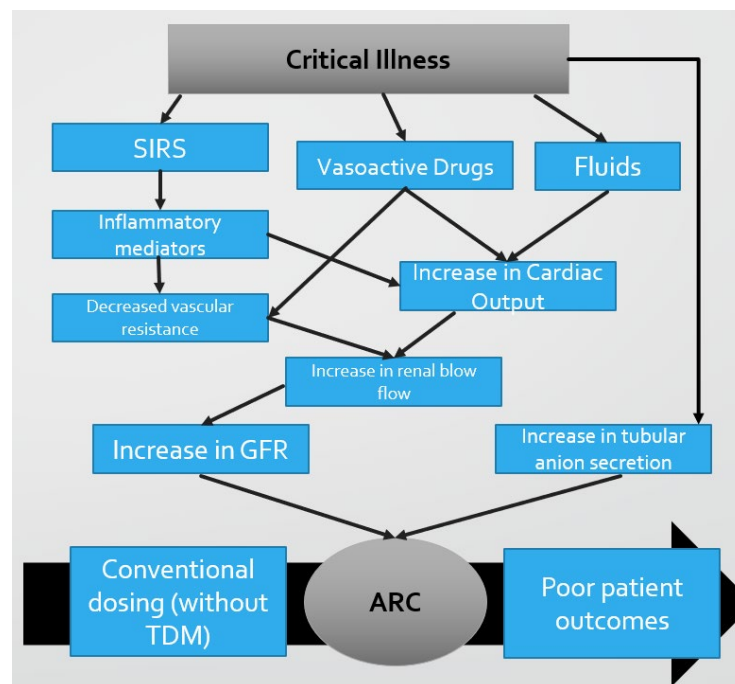 Critical Illness
SIRS
Vasoactive Drugs
Fluids
Inflammatory
mediators
Increase in Cardiac
Output
Decreased vascular
resistance
Increase in renal blow
flow
Increase in GFR
Increase in tubular
anion secretion
Conventional
dosing (without
TDM)
ARC
Poor patient
outcomes